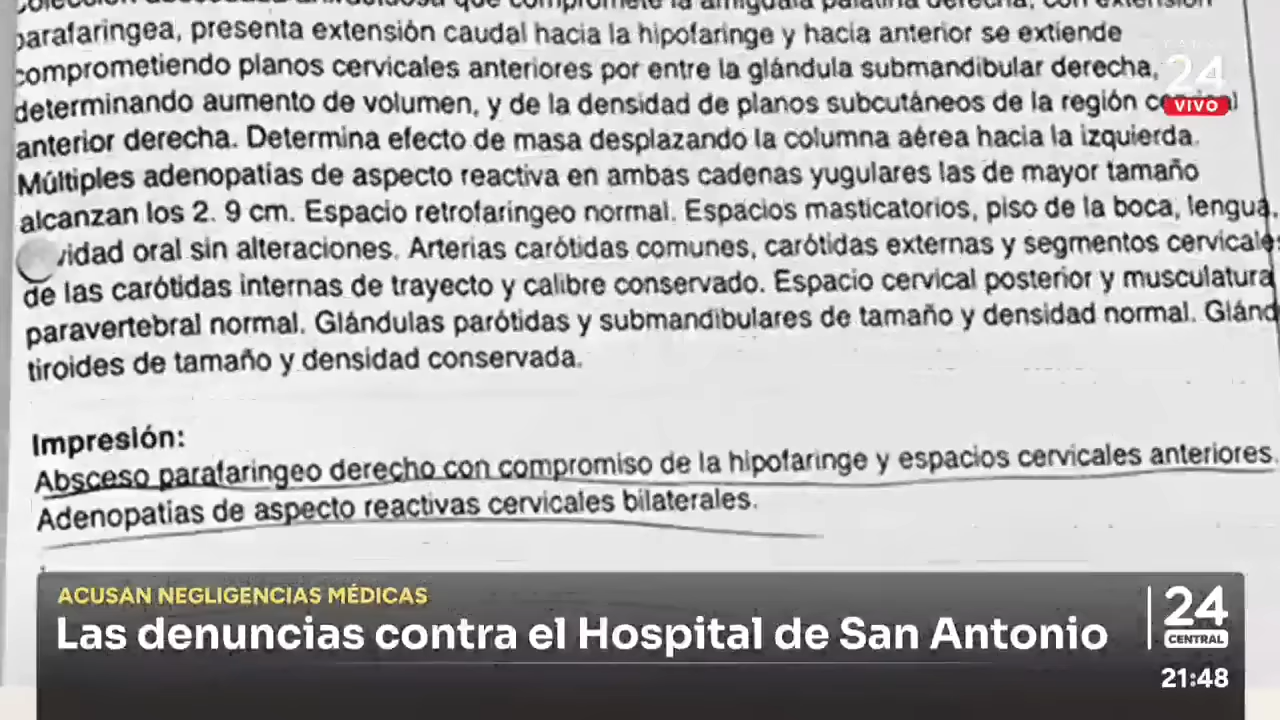 parafaringea, presenta extensión caudal hacia la hipofaringe y hacia anterior se extiende
comprometiendo planos cervicales anteriores por entre la glándula submandibular derecha,
determinando aumento de volumen, y de la densidad de planos subcutáneos de la región
anterior derecha. Determina efecto de masa desplazando la columna aérea hacia la izquierda.
Múltiples adenopatias de aspecto reactiva en ambas cadenas yugulares las de mayor tamaño
alcanzan los 2. 9 cm. Espacio retrofaringeo normal. Espacios masticatorios, piso de la boca, lengua,
vidad oral sin alteraciones. Arterias carótidas comunes, carótidas externas y segmentos cervicales
de las carótidas internas de trayecto y calibre conservado. Espacio cervical posterior y musculatura
paravertebral normal. Glándulas parótidas y submandibulares de tamaño y densidad normal. Gland
tiroides de tamaño y densidad conservada.
Impresión:
Absceso parafaringeo derecho con compromiso de la hipofaringe y espacios cervicales anteriores.
Adenopatias de aspecto reactivas cervicales bilaterales.
24
VIVO
ACUSAN NEGLIGENCIAS MÉDICAS
Las denuncias contra el Hospital de San Antonio
24
CENTRAL
21:48